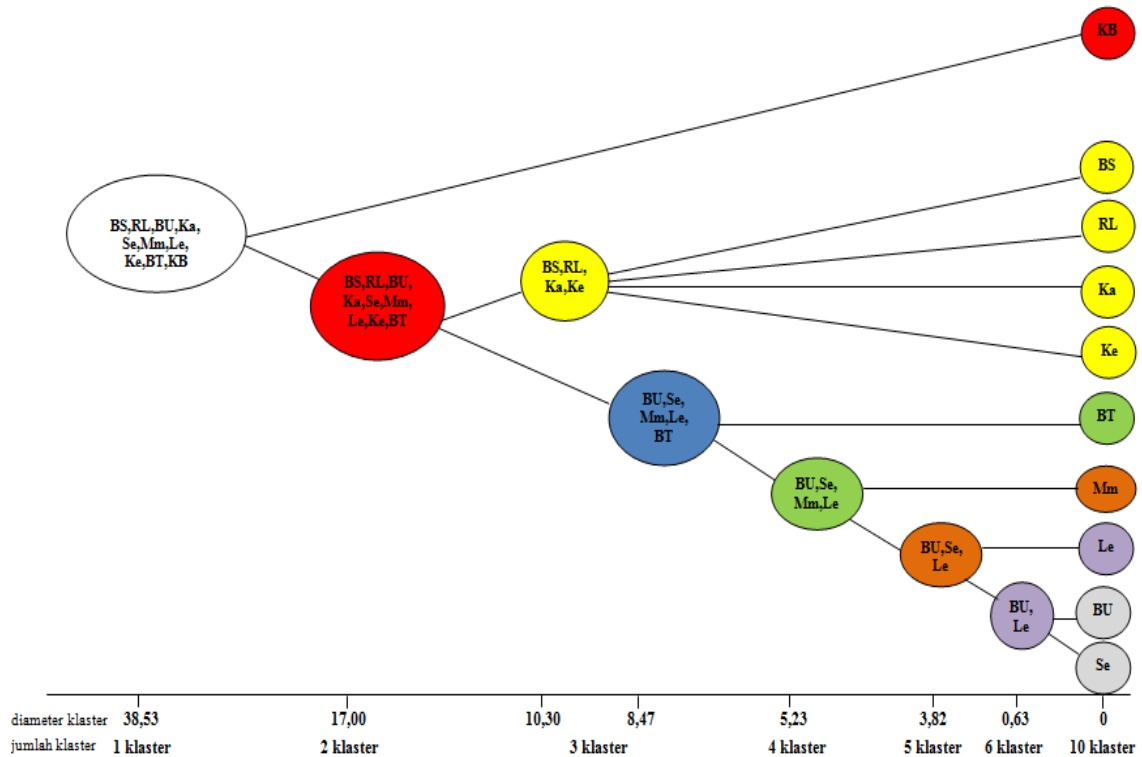 KB
BS
RL
Ka
Ke
BT
Mm
Le
BU
Se
BS,RL,BU,Ka,
Se,Mm,Le,
Ke,BT,KB
BS,RL,BU,
Ka,Se,Mm,
Le,Ke,BT
BS,RL,
Ka,Ke
BU,Se,
Mm,Le,
BT
BU,Se,
Mm,Le
BU,Se,
Le
BU,
Le
diameter klaster 38,53 17,00 10,30 8,47 5,23 3,82 0,63 0
jumlah klaster 1 klaster 2 klaster 3 klaster 4 klaster 5 klaster 6 klaster 10 klaster